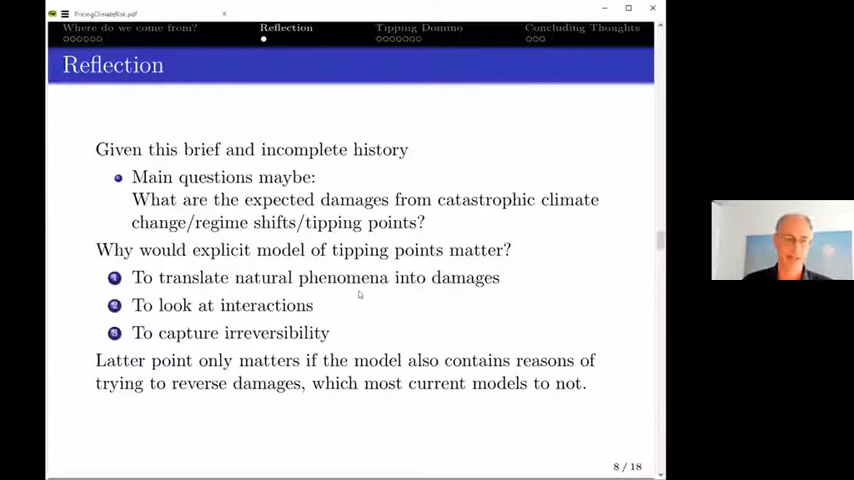 PricingClimateRisk.pdf
Where do we come from?
Reflection
Tipping Domino
Concluding Thoughts
Reflection
Given this brief and incomplete history
Main questions maybe:
What are the expected damages from catastrophic climate
change/regime shifts/tipping points?
Why would explicit model of tipping points matter?
1 To translate natural phenomena into damages
2 To look at interactions
3 To capture irreversibility
Latter point only matters if the model also contains reasons of
trying to reverse damages, which most current models to not.
8 / 18